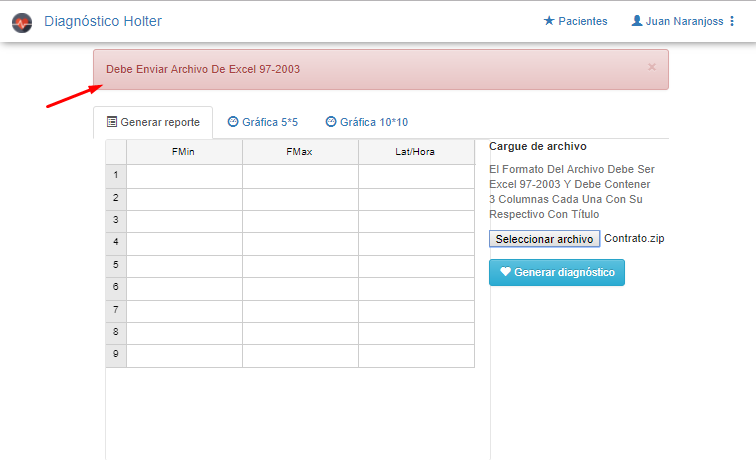 Diagnóstico Holter
Pacientes
Juan Naranjoss
Debe Enviar Archivo De Excel 97-2003
×
Generar reporte
Gráfica 5*5
Gráfica 10*10
FMin FMax Lat/Hora
1
2
3
4
5
6
7
8
9
Cargue de archivo
El Formato Del Archivo Debe Ser
Excel 97-2003 Y Debe Contener
3 Columnas Cada Una Con Su
Respectivo Con Título
Seleccionar archivo Contrato.zip
Generar diagnóstico